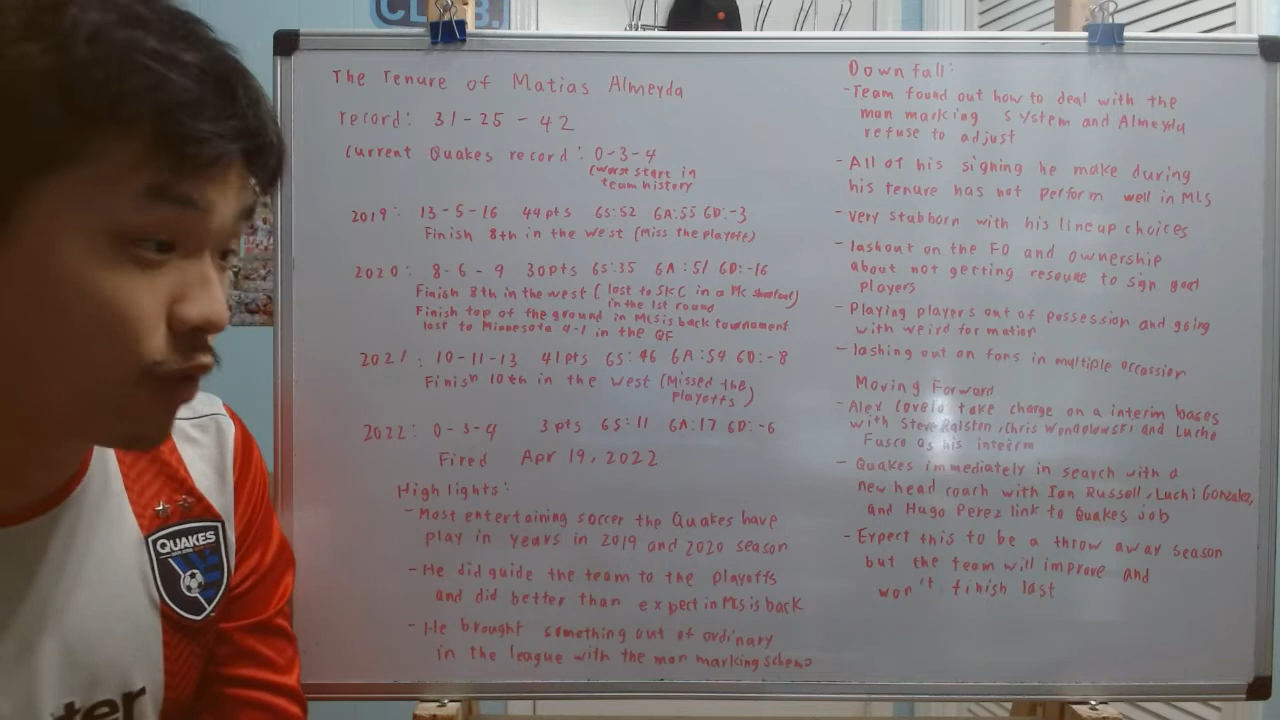 CLUB.
The Tenure of Matias Almeyda
record: 31-25-42
Current Quakes record: 0-3-4
(worst start in
team history
2019: 13-5-16 44pts GS:52 GA:55 GD:-3
Finish 8th in the west (Miss the playoff)
2020: 8-6-9 30pts GS:35 GA:51 GD:-16
Finish 8th in the west (lost to SKC in a PK shootout)
in the 1st round
Finish top of the ground in MLS is back tournament
lost to Minnesota 4-1 in the QF
2021: 10-11-13 41pts GS:46 GA:54 GD:-8
Finish 10th in the west (Missed the
playoffs)
2022: 0-3-4 3pts GS:11 GA:17 GD:-6
Fired Apr 19, 2022
Highlights:
- Most entertaining soccer the Quakes have
play in years in 2019 and 2020 season
- He did guide the team to the playoffs
and did better than expect in MLS is back
- He brought something out of ordinary
in the league with the man marking scheme
Downfall:
- Team found out how to deal with the
man marking system and Almeyda
refuse to adjust
- All of his signing he make during
his tenure has not perform well in MLS
- very stabborn with his lineup choices
- lashout on the FO and ownership
about not getting resouce to sign good
players
- Playing players out of possession and going
with weird formation
- lashing out on fans in multiple occassion
Moving Forward
- Alex Covelo take charge on a interim bases
with Steve Ralston, Chris Wondolowski and Luchi
Fusco as his interim
- Quakes immediately in search with a
new head coach with Ian Russell, Luchi Gonzalez,
and Hugo Perez link to Quakes job
- Expect this to be a throw away season
but the team will improve and
won't finish last
QUAKES
ter